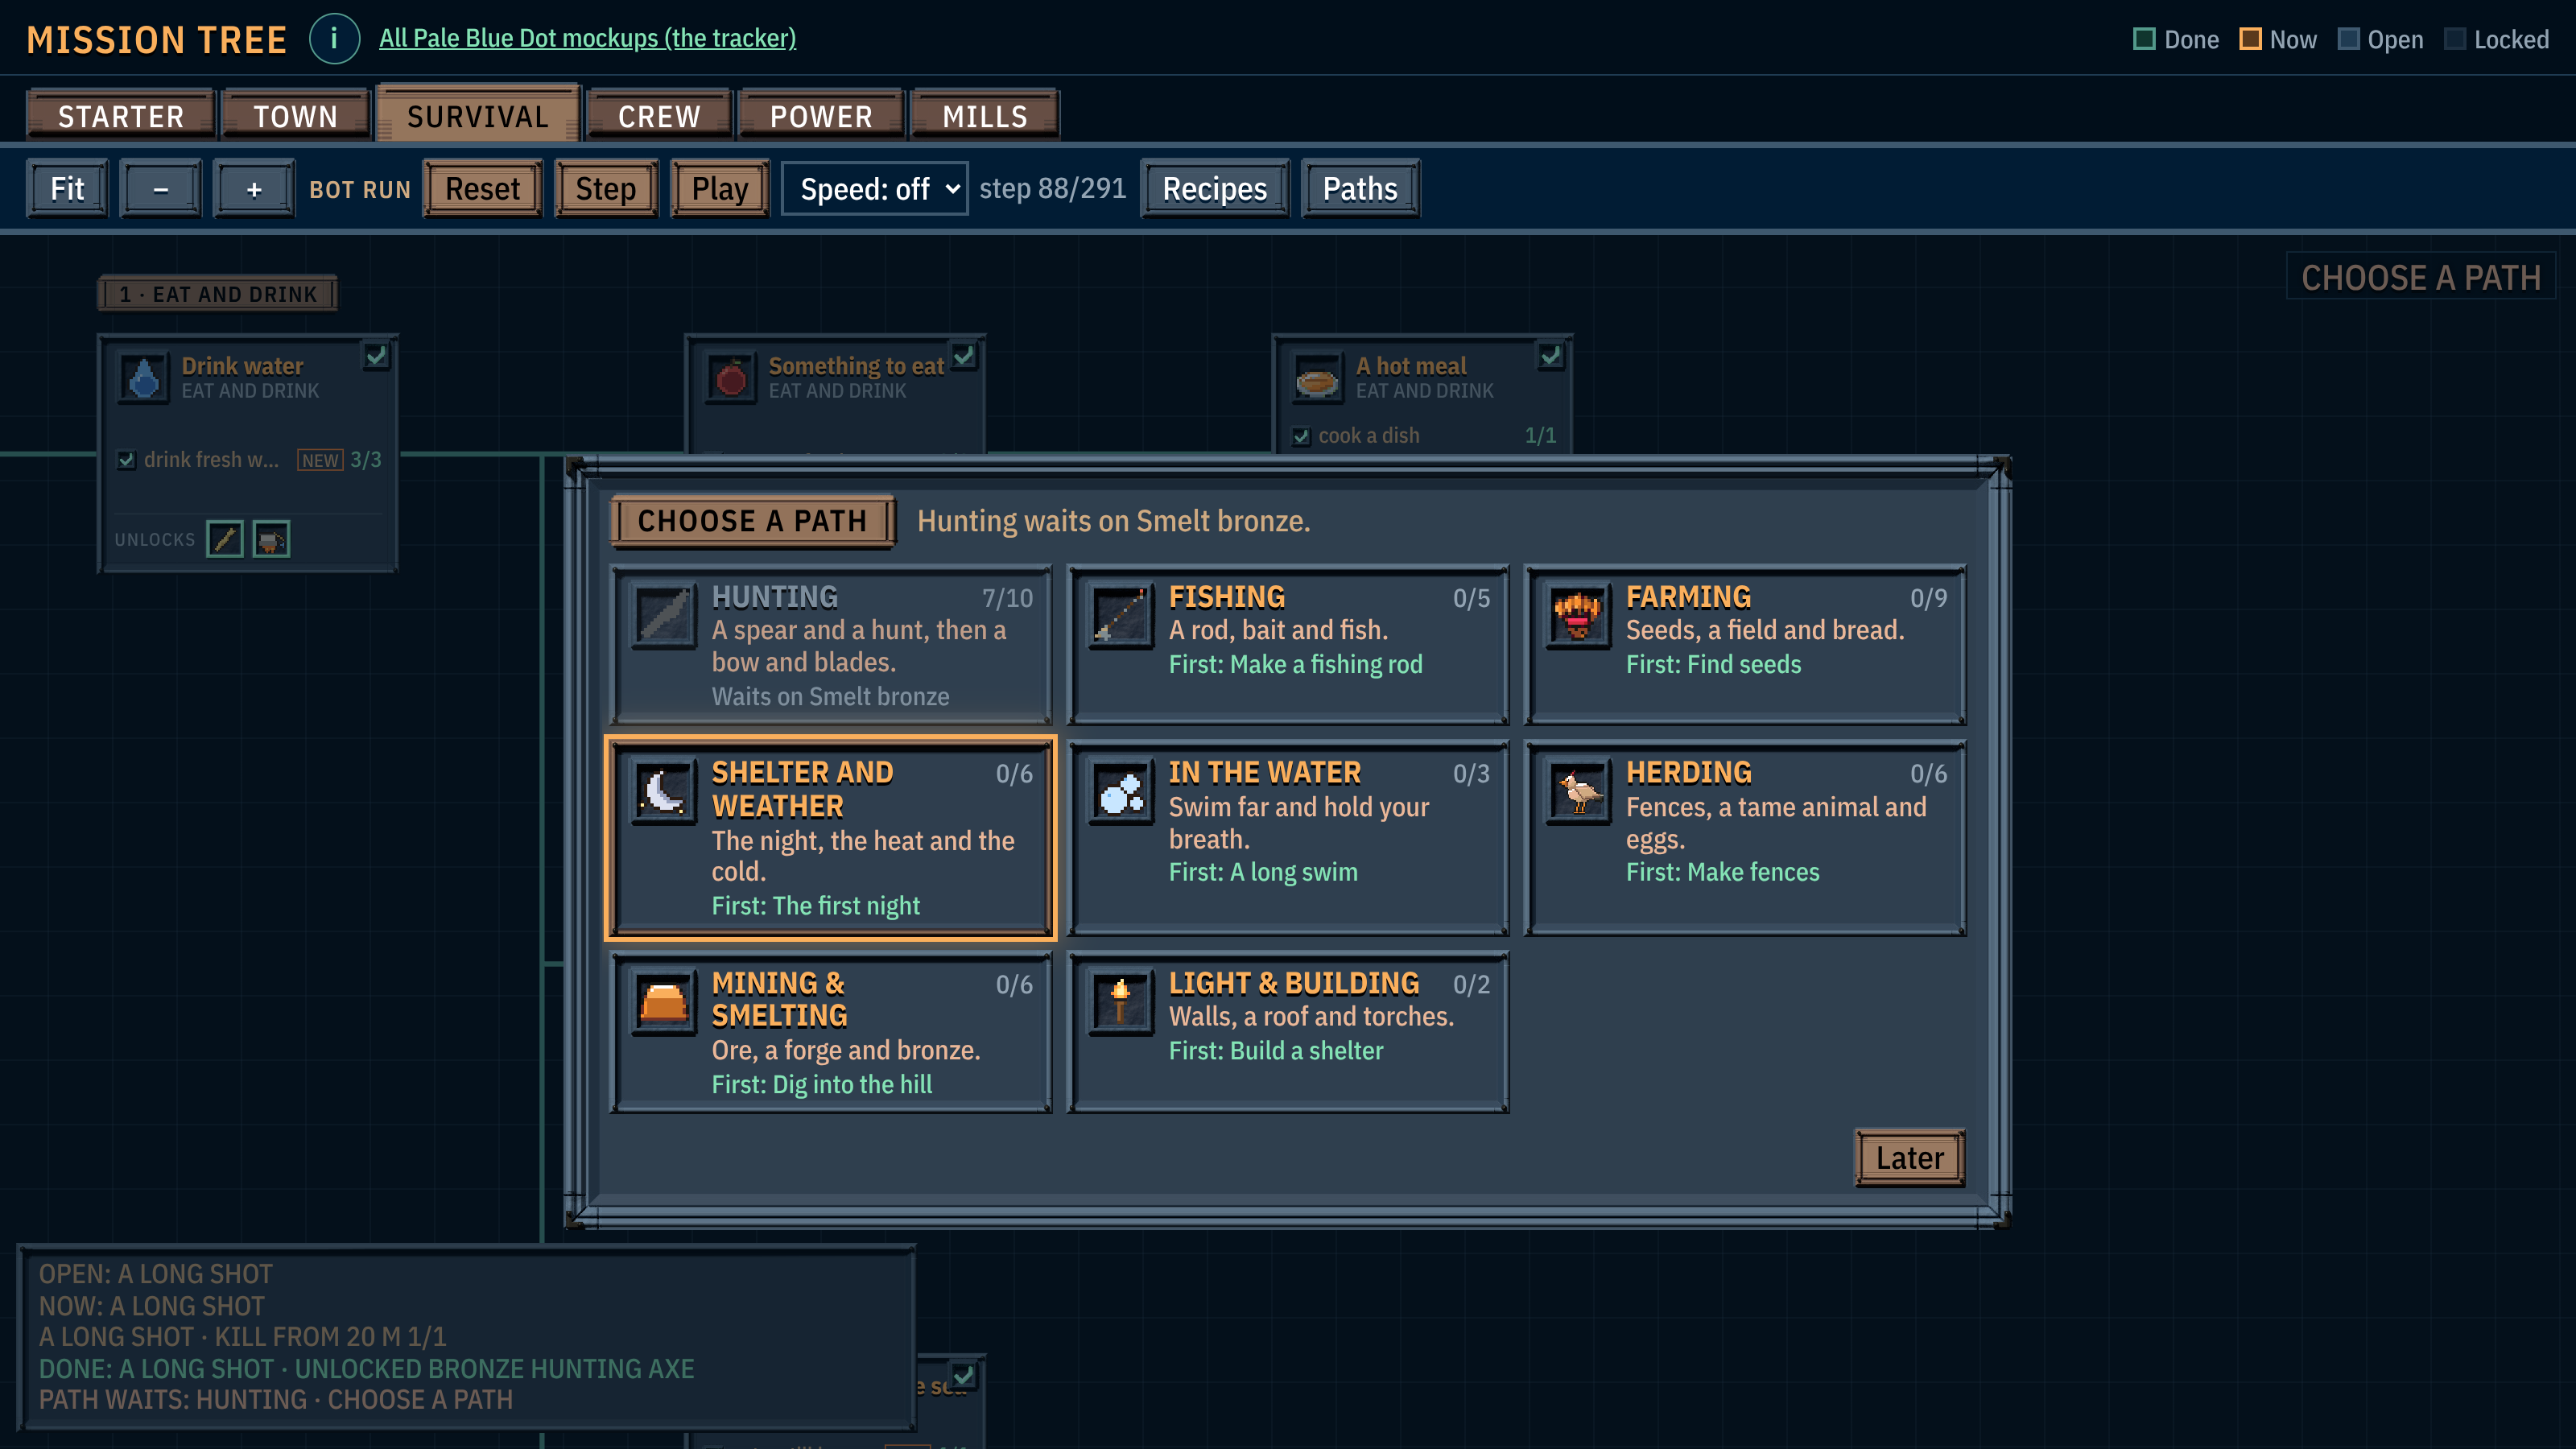 MISSION TREE
i
All Pale Blue Dot mockups (the tracker)
Done
Now
Open
Locked
STARTER
TOWN
SURVIVAL
CREW
POWER
MILLS
Fit
−
+
BOT RUN
Reset
Step
Play
Speed: off
step 88/291
Recipes
Paths
CHOOSE A PATH
1 · EAT AND DRINK
Drink water
EAT AND DRINK
drink fresh w...
NEW
3/3
UNLOCKS
Something to eat
EAT AND DRINK
A hot meal
EAT AND DRINK
cook a dish
1/1
CHOOSE A PATH
Hunting waits on Smelt bronze.
HUNTING
7/10
A spear and a hunt, then a
bow and blades.
Waits on Smelt bronze
FISHING
0/5
A rod, bait and fish.
First: Make a fishing rod
FARMING
0/9
Seeds, a field and bread.
First: Find seeds
SHELTER AND
WEATHER
0/6
The night, the heat and the
cold.
First: The first night
IN THE WATER
0/3
Swim far and hold your
breath.
First: A long swim
HERDING
0/6
Fences, a tame animal and
eggs.
First: Make fences
MINING &
SMELTING
0/6
Ore, a forge and bronze.
First: Dig into the hill
LIGHT & BUILDING
0/2
Walls, a roof and torches.
First: Build a shelter
Later
OPEN: A LONG SHOT
NOW: A LONG SHOT
A LONG SHOT · KILL FROM 20 M 1/1
DONE: A LONG SHOT · UNLOCKED BRONZE HUNTING AXE
PATH WAITS: HUNTING · CHOOSE A PATH